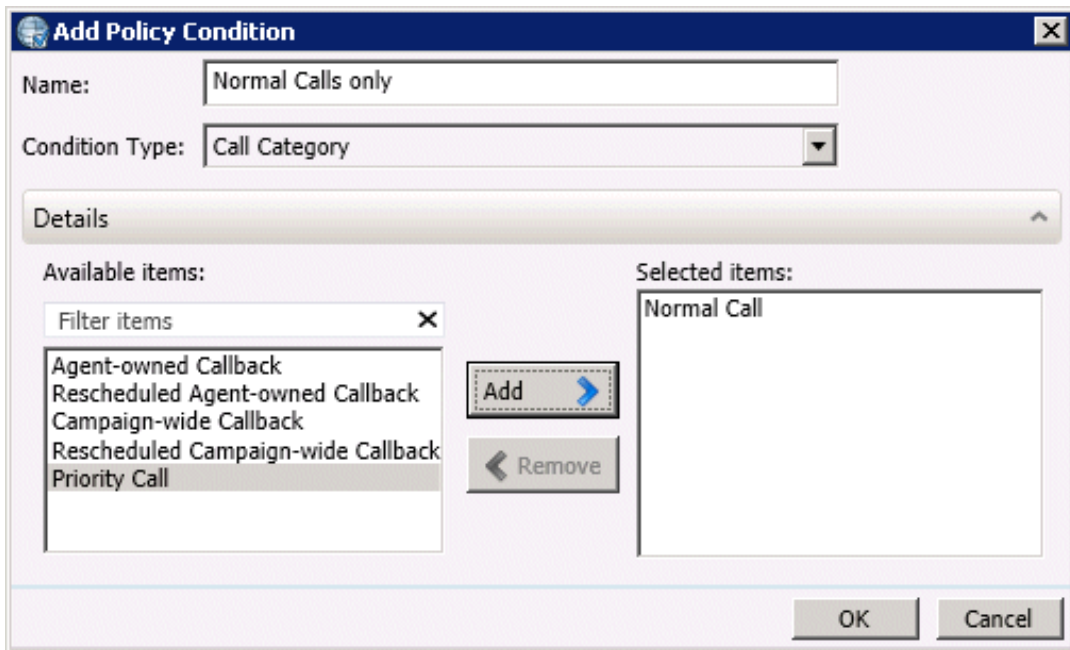 Add Policy Condition
Name: Normal Calls only
Condition Type: Call Category
Details
Available items:
Filter items
Agent-owned Callback
Rescheduled Agent-owned Callback
Campaign-wide Callback
Rescheduled Campaign-wide Callback
Priority Call
Add
Remove
Selected items:
Normal Call
OK Cancel